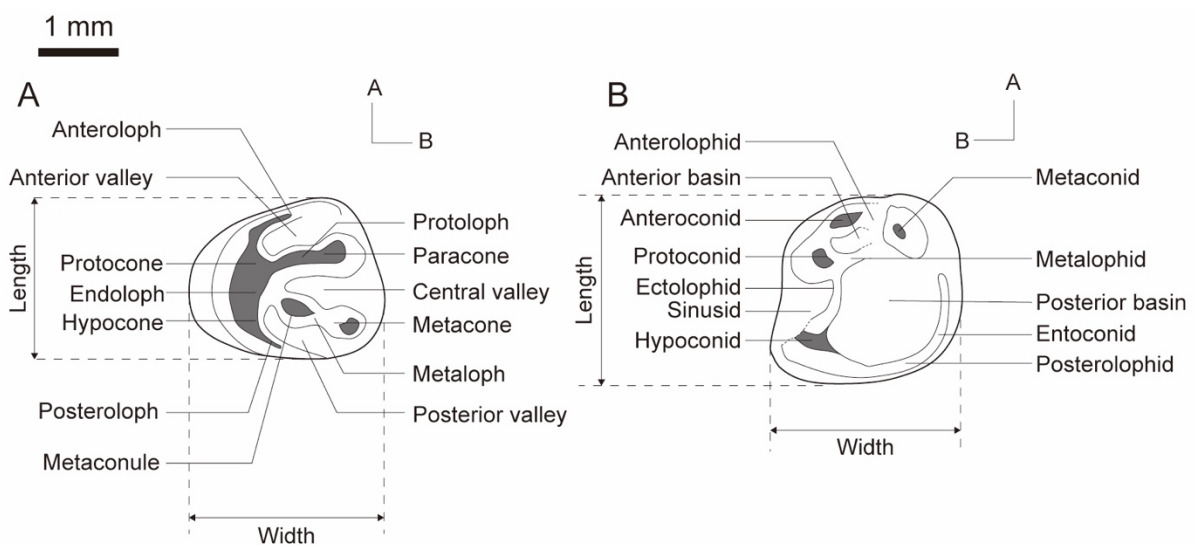 1 mm
A
A
B
Anteroloph
Anterior valley
Protocone
Endoloph
Hypocone
Posteroloph
Metaconule
Protoloph
Paracone
Central valley
Metacone
Metaloph
Posterior valley
Length
Width
B
A
B
Anterolophid
Anterior basin
Anteroconid
Protoconid
Ectolophid
Sinusid
Hypoconid
Metaconid
Metalophid
Posterior basin
Entoconid
Posterolophid
Length
Width